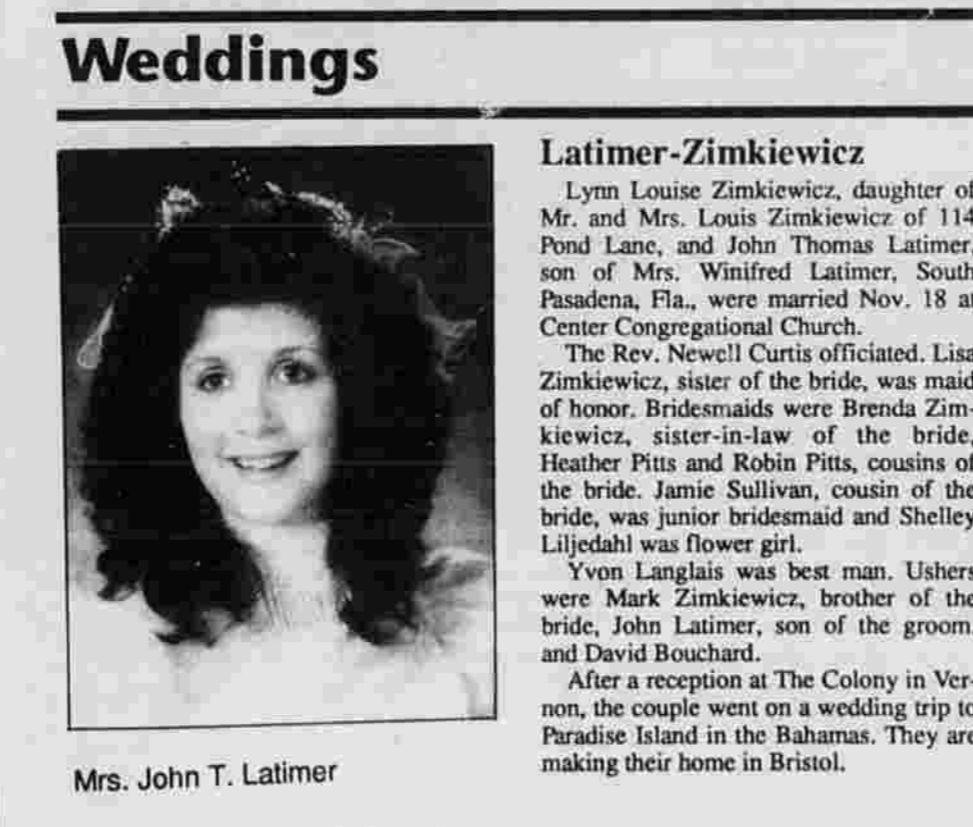 Weddings
Latimer-Zimkiewicz
Lynn Louise Zimkiewicz, daughter of
Mr. and Mrs. Louis Zimkiewicz of 114
Pond Lane, and John Thomas Latimer,
son of Mrs. Winifred Latimer, South
Pasadena, Fla., were married Nov. 18 at
Center Congregational Church.
The Rev. Newell Curtis officiated. Lisa
Zimkiewicz, sister of the bride, was maid
of honor. Bridesmaids were Brenda Zim-
kiewicz, sister-in-law of the bride,
Heather Pitts and Robin Pitts, cousins of
the bride. Jamie Sullivan, cousin of the
bride, was junior bridesmaid and Shelley
Liljedahl was flower girl.
Yvon Langlais was best man. Ushers
were Mark Zimkiewicz, brother of the
bride, John Latimer, son of the groom,
and David Bouchard.
After a reception at The Colony in Ver-
non, the couple went on a wedding trip to
Paradise Island in the Bahamas. They are
making their home in Bristol.
Mrs. John T. Latimer